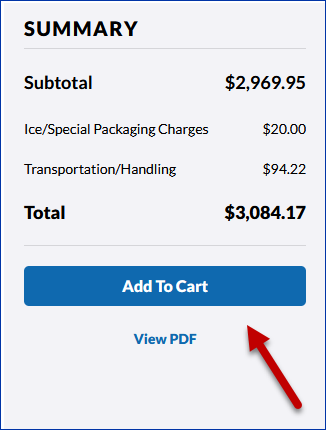 SUMMARY
Subtotal $2,969.95
Ice/Special Packaging Charges $20.00
Transportation/Handling $94.22
Total $3,084.17
Add To Cart
View PDF